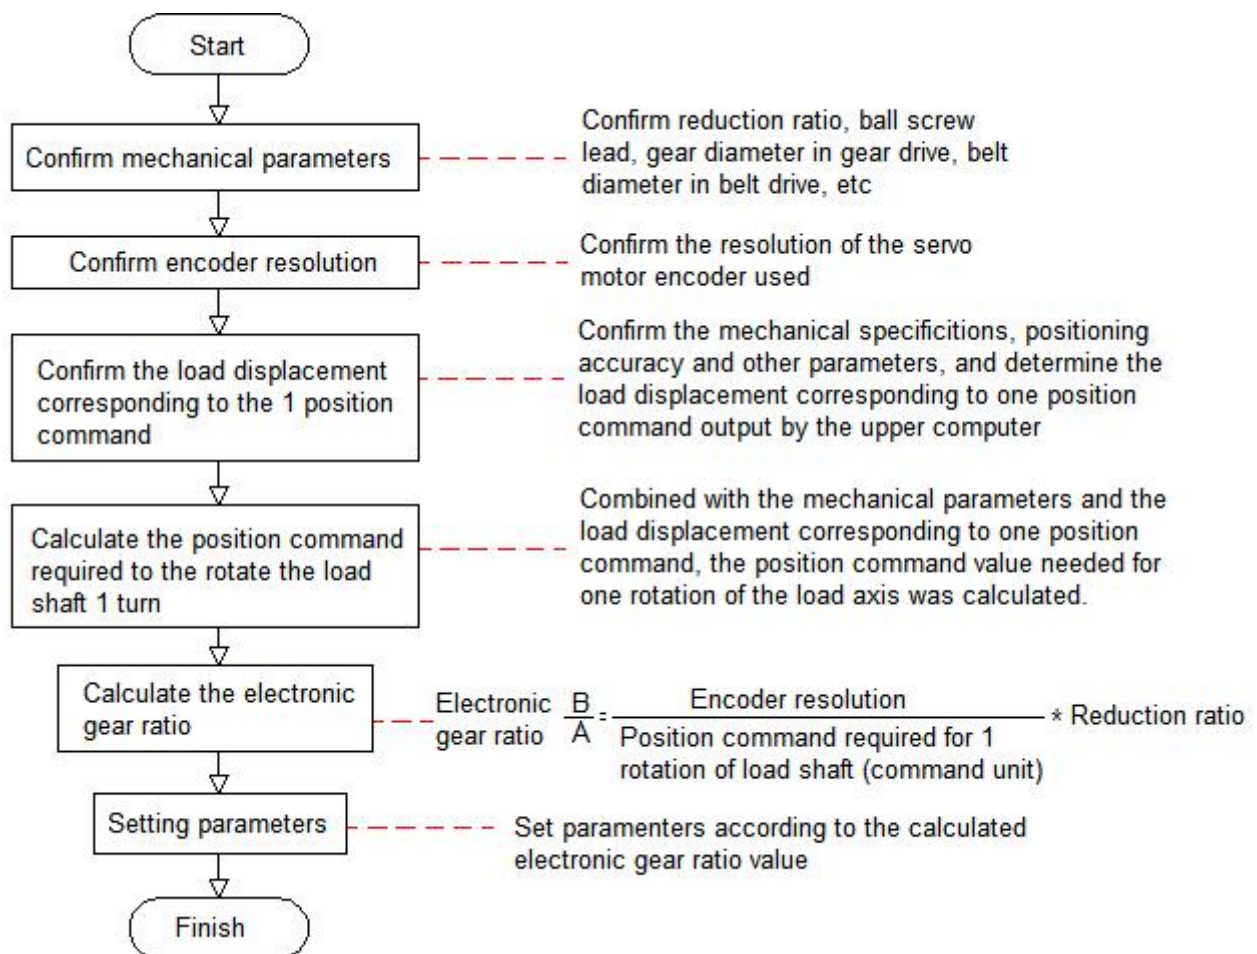 Start
Confirm mechanical parameters
Confirm reduction ratio, ball screw
lead, gear diameter in gear drive, belt
diameter in belt drive, etc
Confirm encoder resolution
Confirm the resolution of the servo
motor encoder used
Confirm the load displacement
corresponding to the 1 position
command
Confirm the mechanical specificitions, positioning
accuracy and other parameters, and determine the
load displacement corresponding to one position
command output by the upper computer
Calculate the position command
required to the rotate the load
shaft 1 turn
Combined with the mechanical parameters and the
load displacement corresponding to one position
command, the position command value needed for
one rotation of the load axis was calculated.
Calculate the electronic
gear ratio
Electronic
gear ratio
B
A
=
Encoder resolution
Position command required for 1
rotation of load shaft (command unit)
* Reduction ratio
Setting parameters
Set paramenters according to the calculated
electronic gear ratio value
Finish